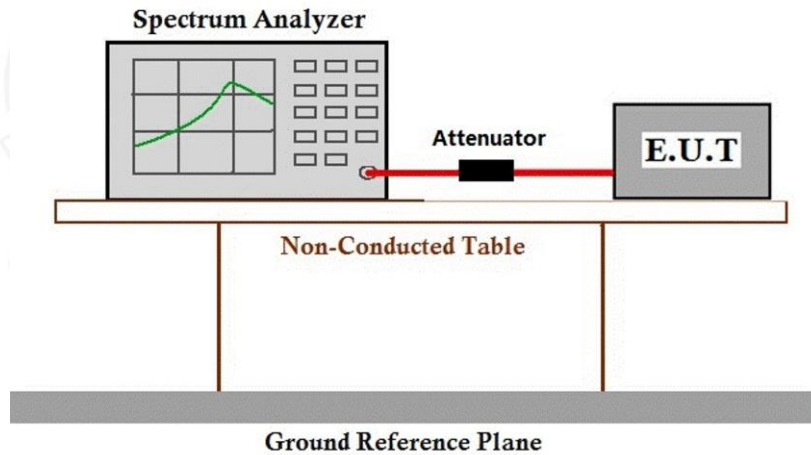 Spectrum Analyzer
Attenuator
E.U.T
Non-Conducted Table
Ground Reference Plane